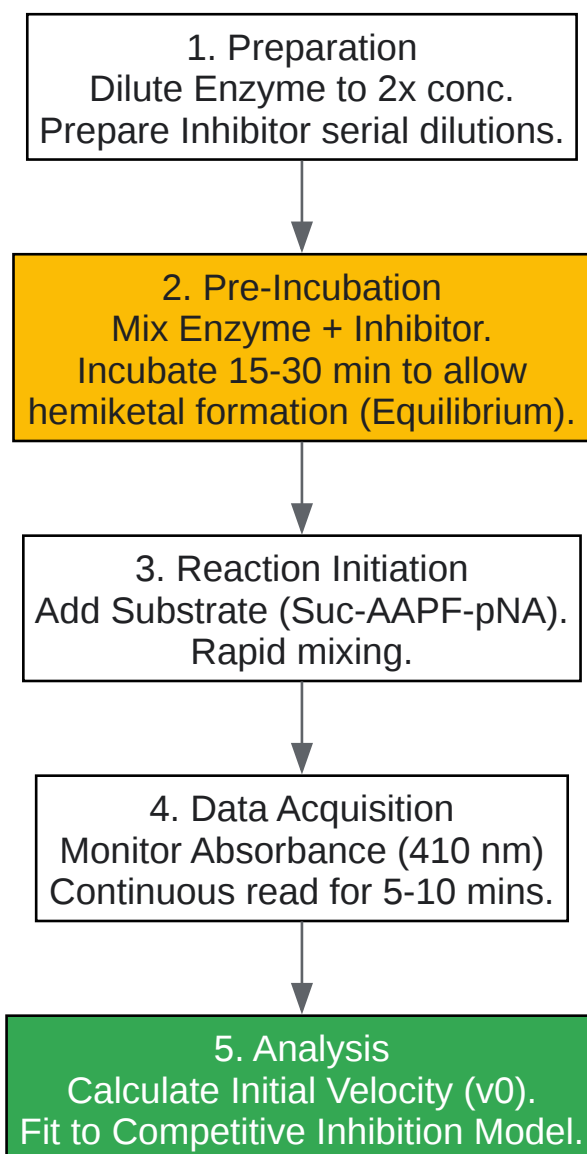 1. Preparation
Dilute Enzyme to 2x conc.
Prepare Inhibitor serial dilutions.
2. Pre-Incubation
Mix Enzyme + Inhibitor.
Incubate 15-30 min to allow
hemiketal formation (Equilibrium).
3. Reaction Initiation
Add Substrate (Suc-AAPF-pNA).
Rapid mixing.
4. Data Acquisition
Monitor Absorbance (410 nm)
Continuous read for 5-10 mins.
5. Analysis
Calculate Initial Velocity (v0).
Fit to Competitive Inhibition Model.